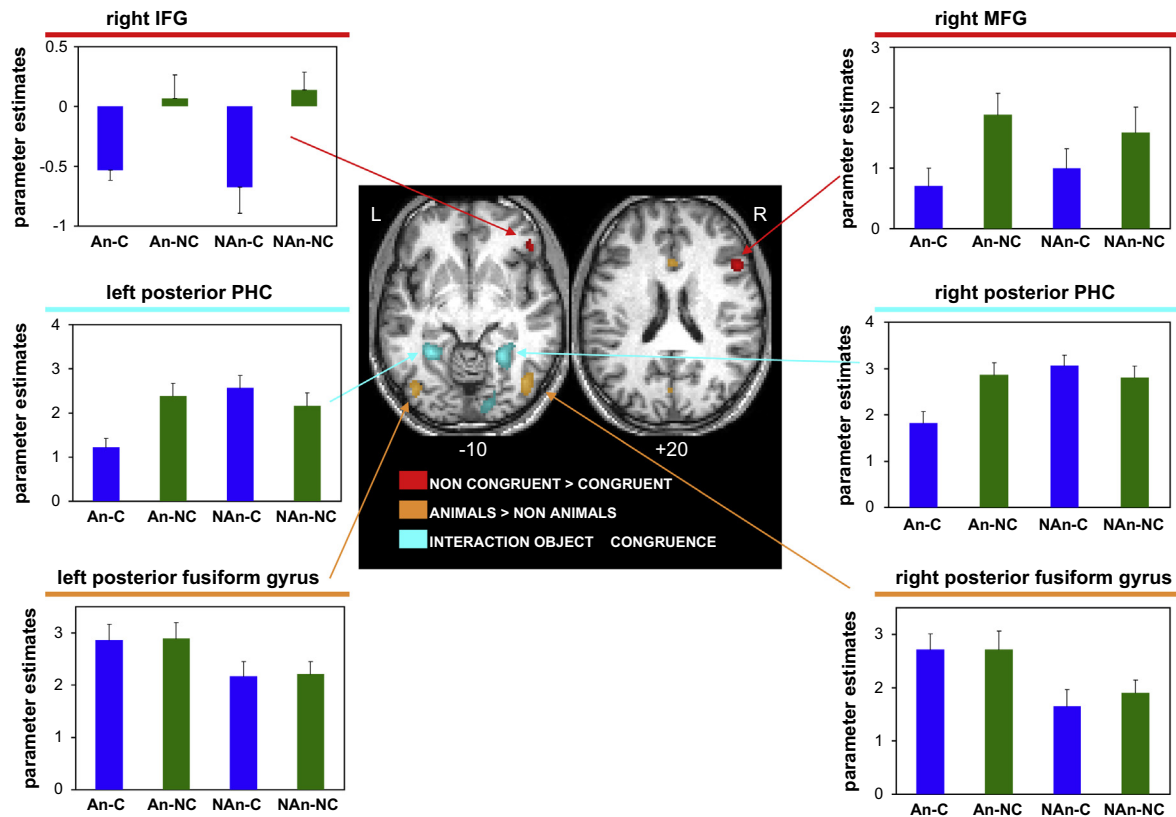 right IFG
parameter estimates
0.5
0
-0.5
-1
An-C An-NC NAn-C NAn-NC
right MFG
parameter estimates
3
2
1
0
An-C An-NC NAn-C NAn-NC
left posterior PHC
parameter estimates
4
3
2
1
0
An-C An-NC NAn-C NAn-NC
L R
-10 +20
NON CONGRUENT > CONGRUENT
ANIMALS > NON ANIMALS
INTERACTION OBJECT CONGRUENCE
right posterior PHC
parameter estimates
4
3
2
1
0
An-C An-NC NAn-C NAn-NC
left posterior fusiform gyrus
parameter estimates
3
2
1
0
An-C An-NC NAn-C NAn-NC
right posterior fusiform gyrus
parameter estimates
3
2
1
0
An-C An-NC NAn-C NAn-NC